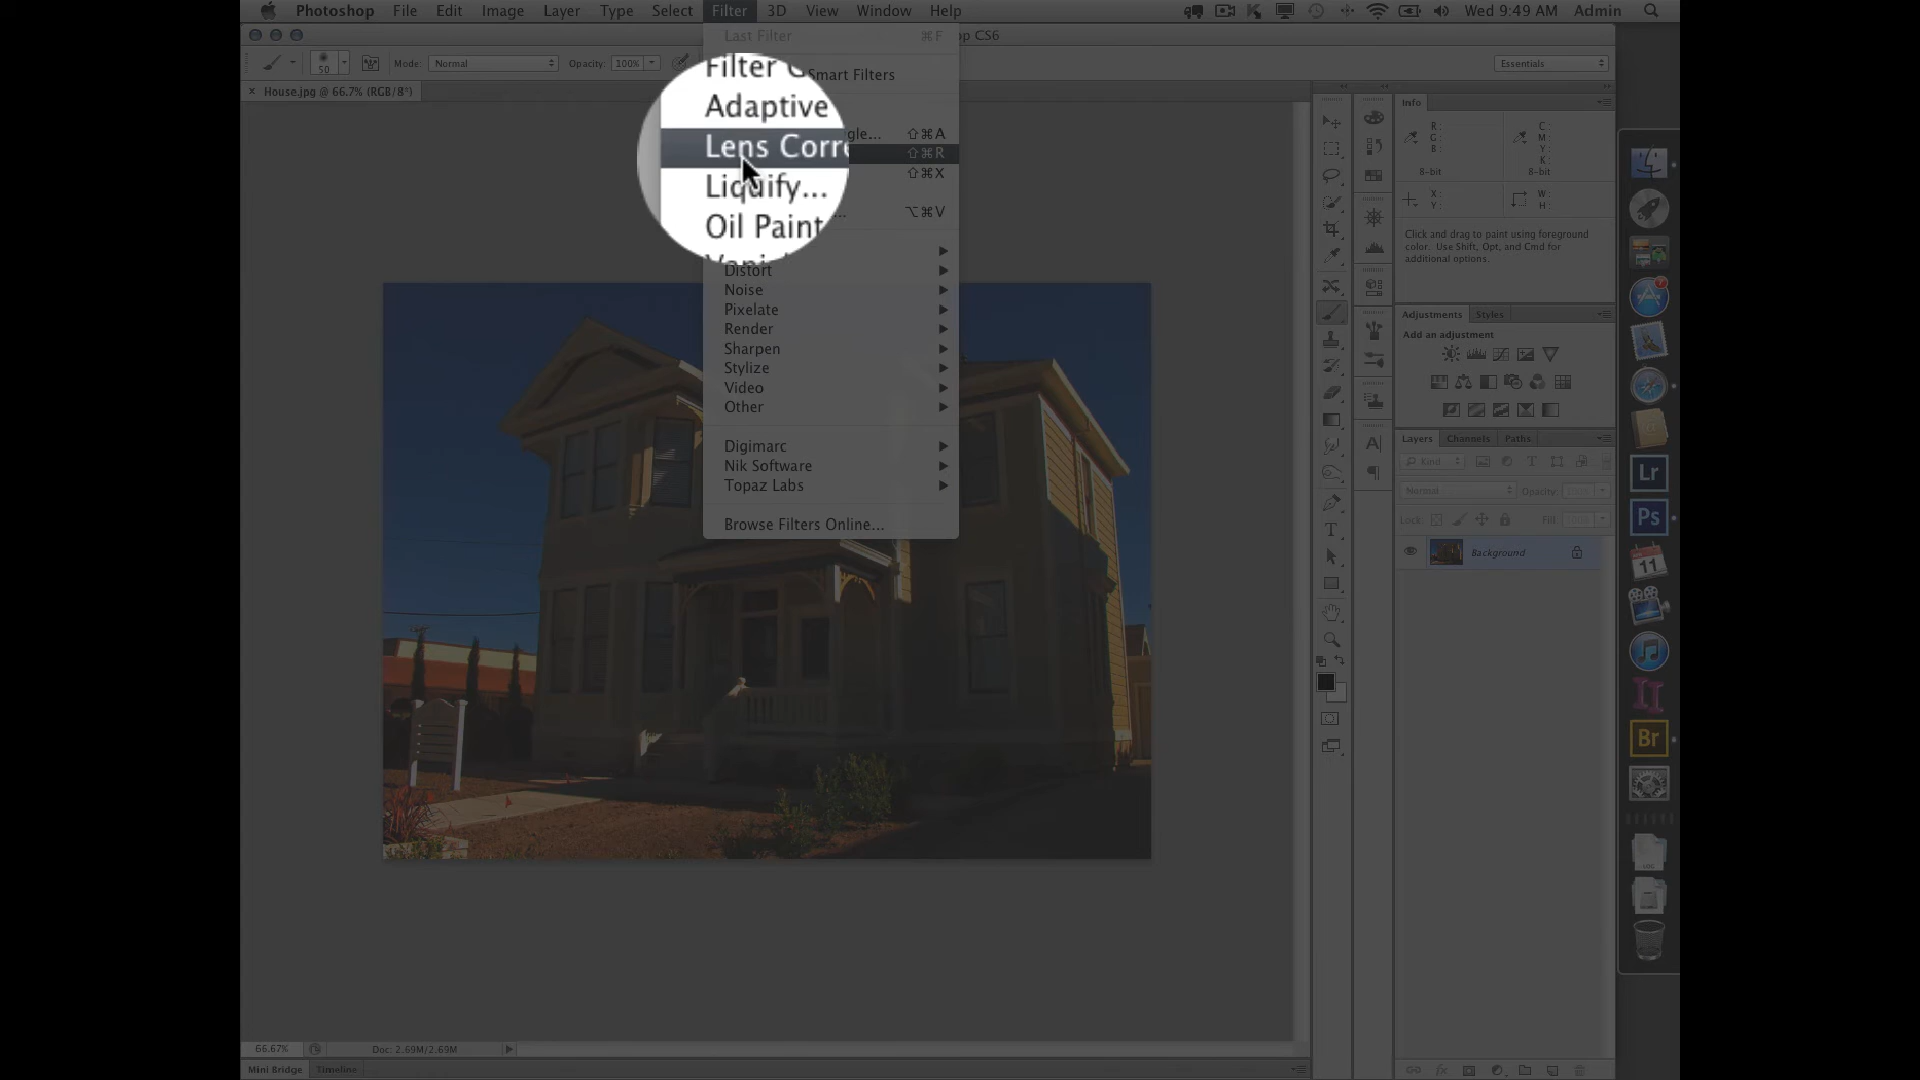 Photoshop File Edit Image Layer Type Select Filter 3D View Window Help Wed 9:49 AM Admin
Last Filter ⌘F
op CS6
50 Mode: Normal Opacity: 100%
Essentials
Filter
Smart Filters
× House.jpg @ 66.7% (RGB/8*)
Adaptive
gle... ⇧⌘A
Lens Corre
⇧⌘R
Liquify...
⇧⌘X
Oil Paint
... ⌥⌘V
Distort
Noise
Pixelate
Render
Sharpen
Stylize
Video
Other
Digimarc
Nik Software
Topaz Labs
Browse Filters Online...
Info
R: C:
G: M:
B: Y:
K:
8-bit 8-bit
X: W:
Y: H:
Click and drag to paint using foreground
color. Use Shift, Opt, and Cmd for
additional options.
Adjustments Styles
Add an adjustment
Layers Channels Paths
Kind
Normal Opacity:
Lock: Fill
Background
Lr
Ps
11
Br
LOG
66.67% Doc: 2.69M/2.69M
Mini Bridge Timeline